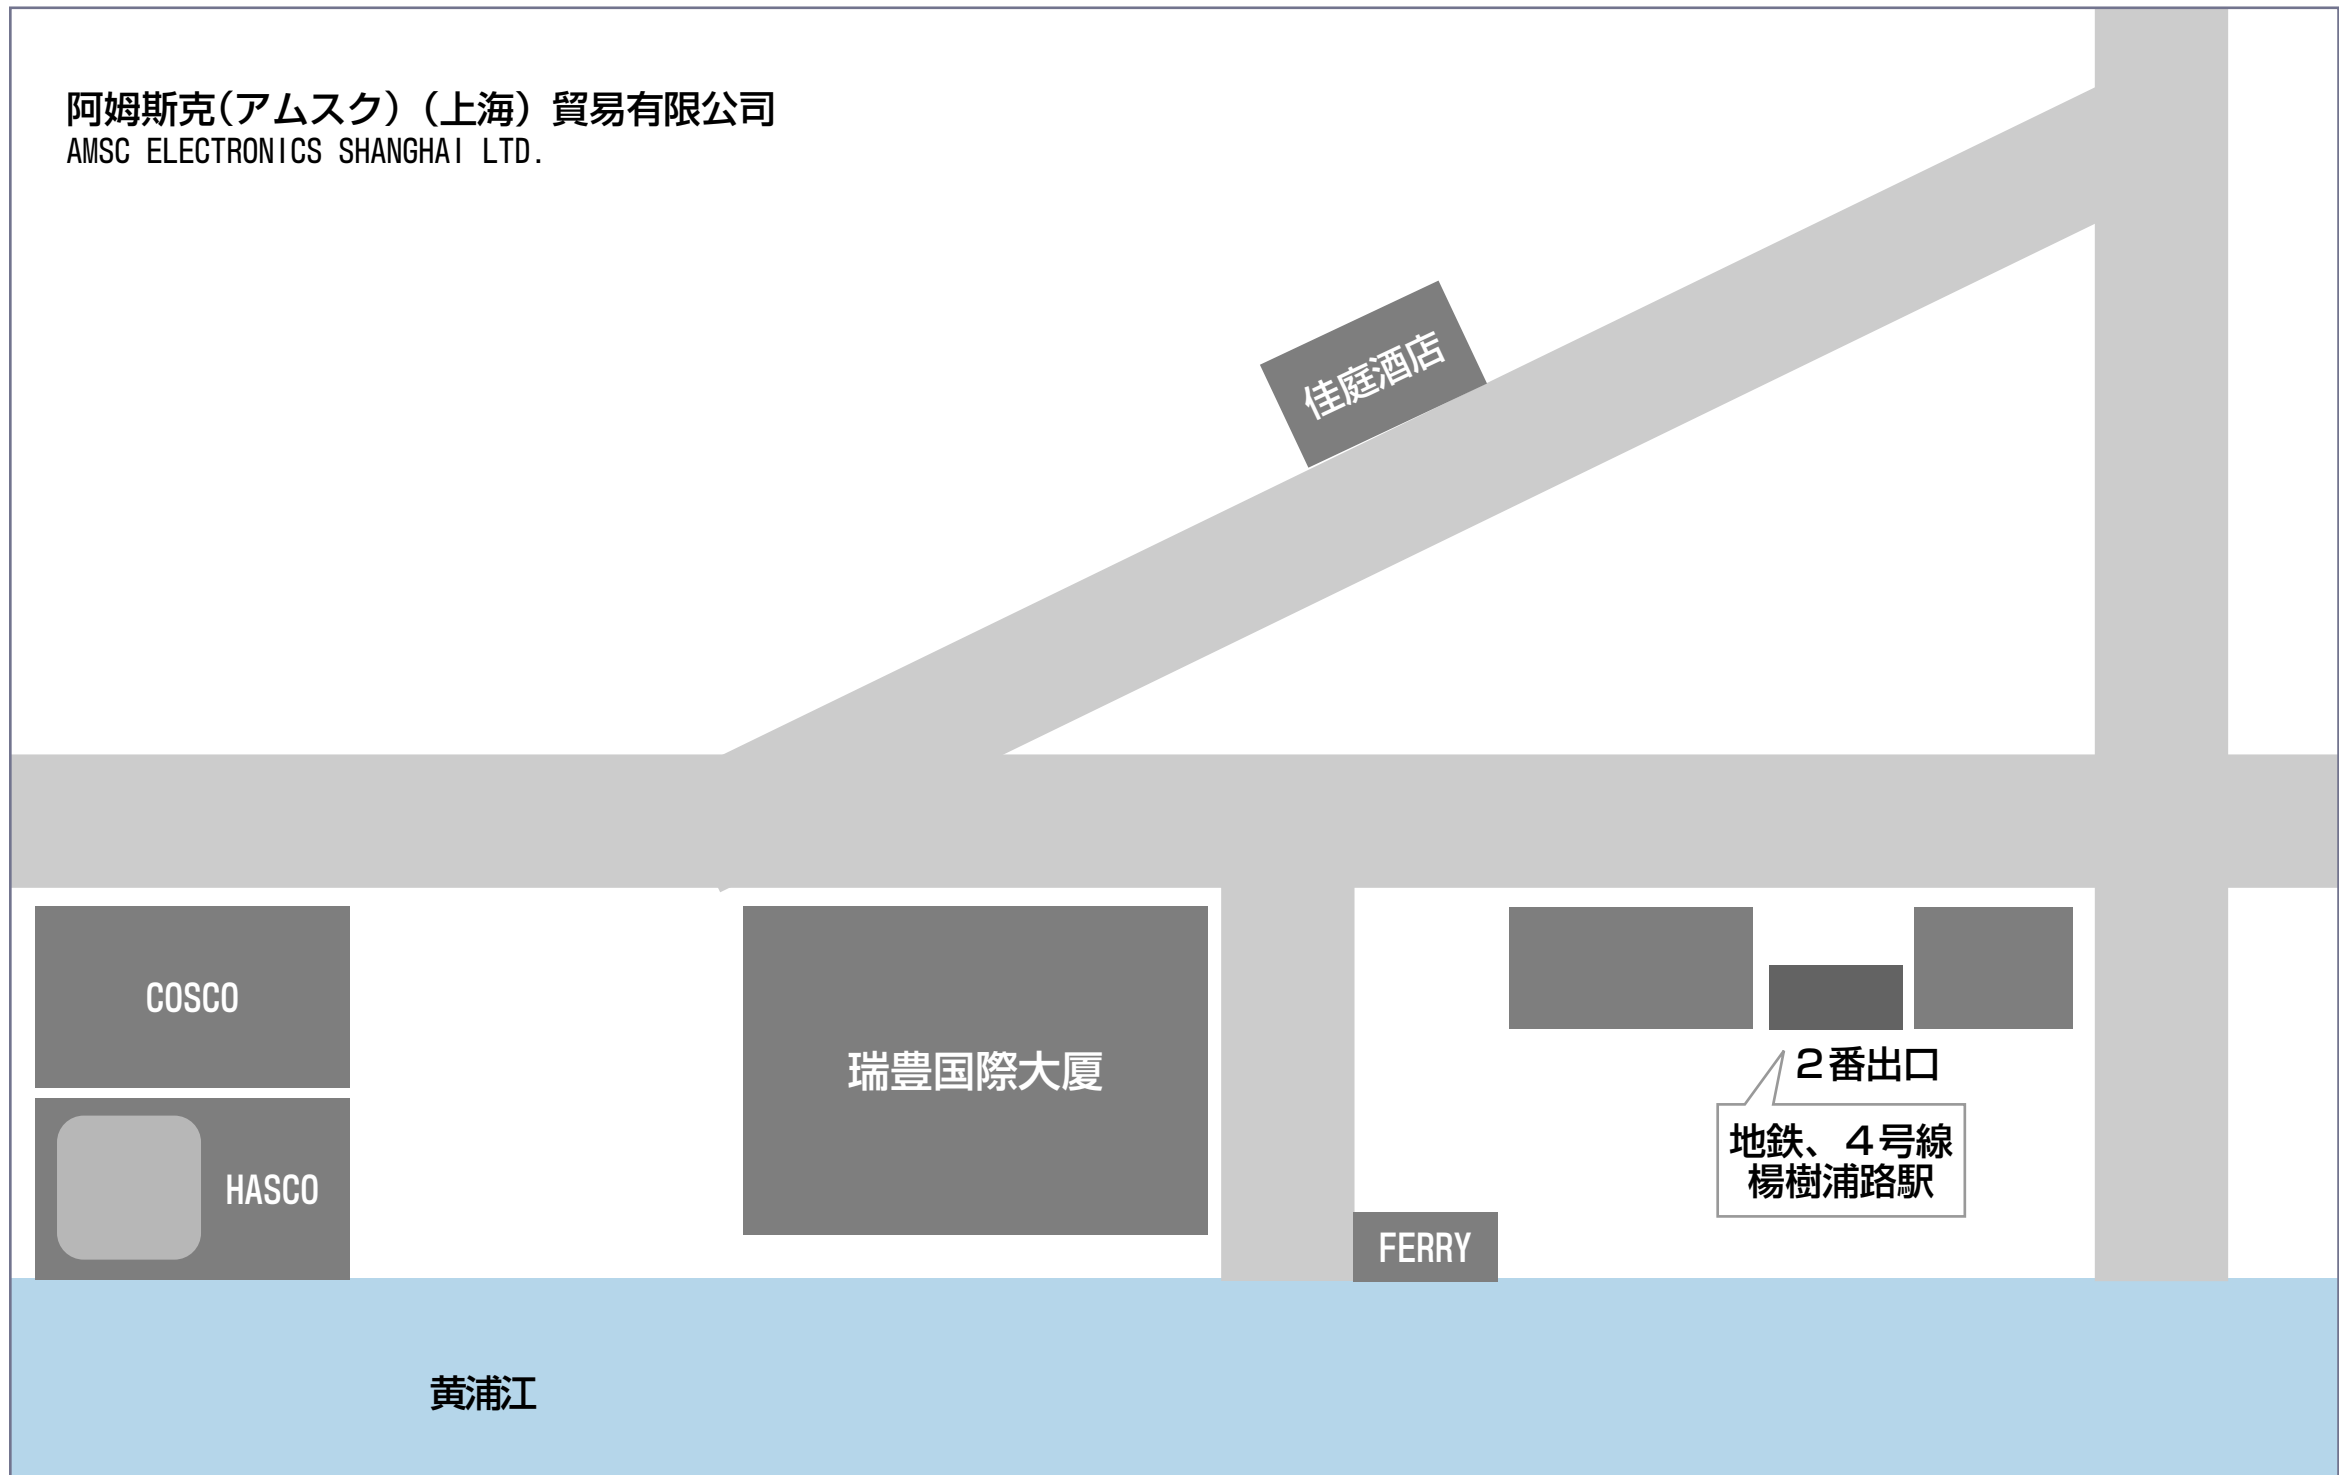 阿姆斯克(アムスク)(上海)貿易有限公司
AMSC ELECTRONICS SHANGHAI LTD.
佳庭酒店
COSCO
瑞豊国際大厦
2番出口
地鉄、4号線
楊樹浦路駅
HASCO
FERRY
黄浦江